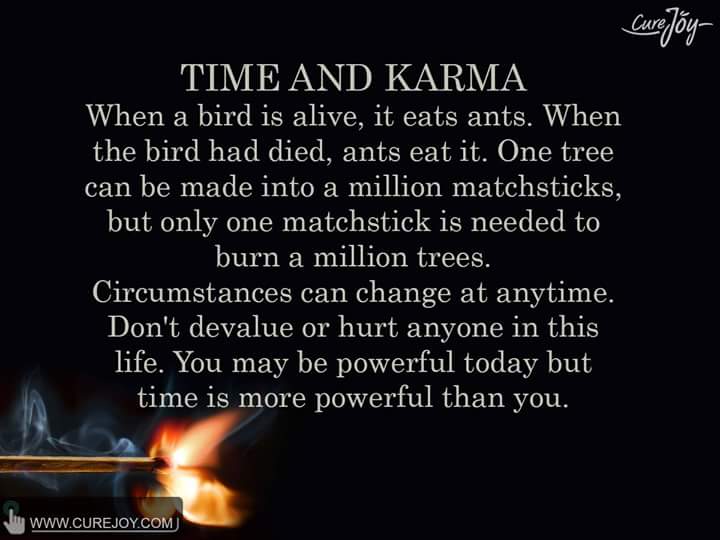 CureJoy
TIME AND KARMA
When a bird is alive, it eats ants. When
the bird had died, ants eat it. One tree
can be made into a million matchsticks,
but only one matchstick is needed to
burn a million trees.
Circumstances can change at anytime.
Don't devalue or hurt anyone in this
life. You may be powerful today but
time is more powerful than you.
WWW.CUREJOY.COM